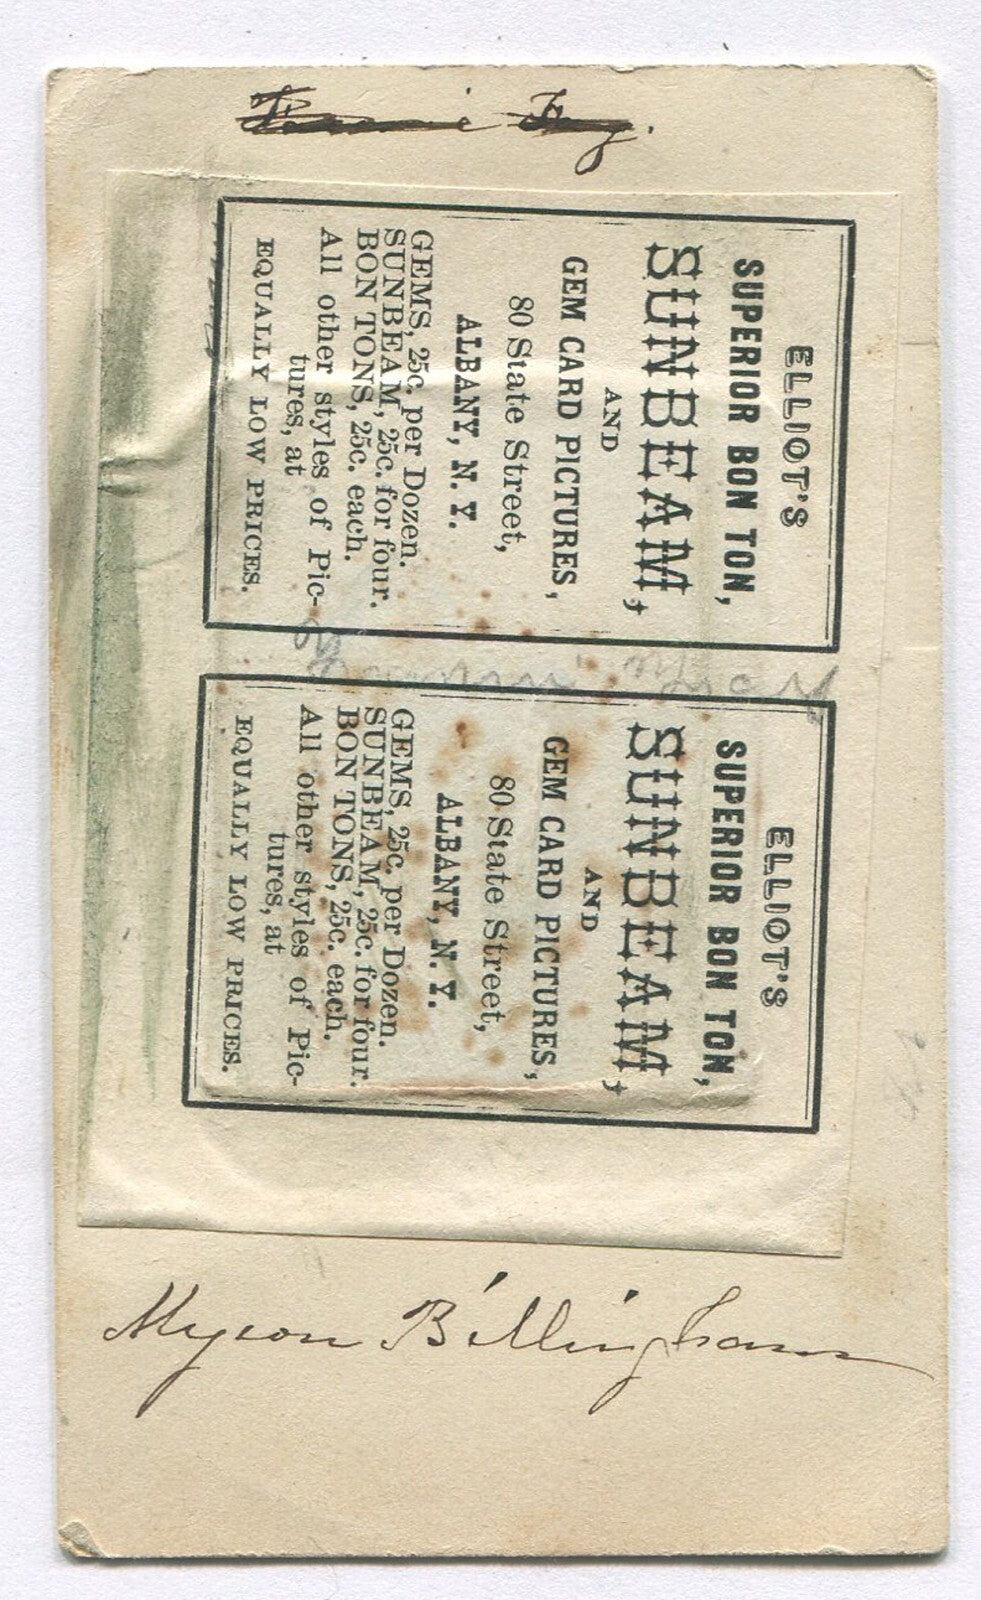 ELLIOT'S
SUPERIOR BON TON,
SUNBEAM,
AND
GEM CARD PICTURES,
80 State Street,
ALBANY, N. Y.
GEMS, 25c. per Dozen.
SUNBEAM, 25c. for four.
BON TONS, 25c. each.
All other styles of Pic-
tures, at
EQUALLY LOW PRICES.
ELLIOT'S
SUPERIOR BON TON,
SUNBEAM,
AND
GEM CARD PICTURES,
80 State Street,
ALBANY, N. Y.
GEMS, 25c. per Dozen.
SUNBEAM, 25c. for four.
BON TONS, 25c. each.
All other styles of Pic-
tures, at
EQUALLY LOW PRICES.
Myron Billingham